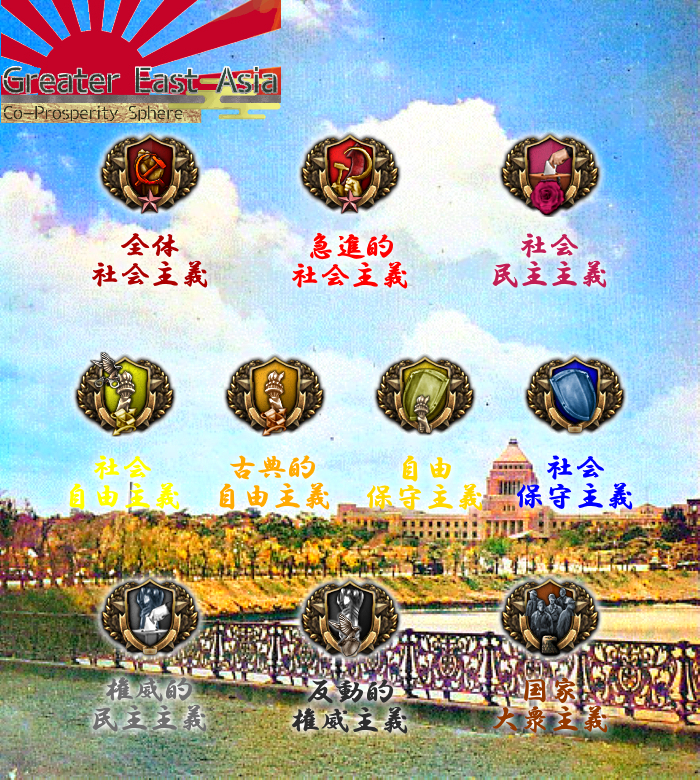 Greater East Asia
Co-Prosperity Sphere
全体
社会主義
急進的
社会主義
社会
民主主義
社会
自由主義
古典的
自由主義
自由
保守主義
社会
保守主義
権威的
民主主義
反動的
権威主義
国家
大衆主義